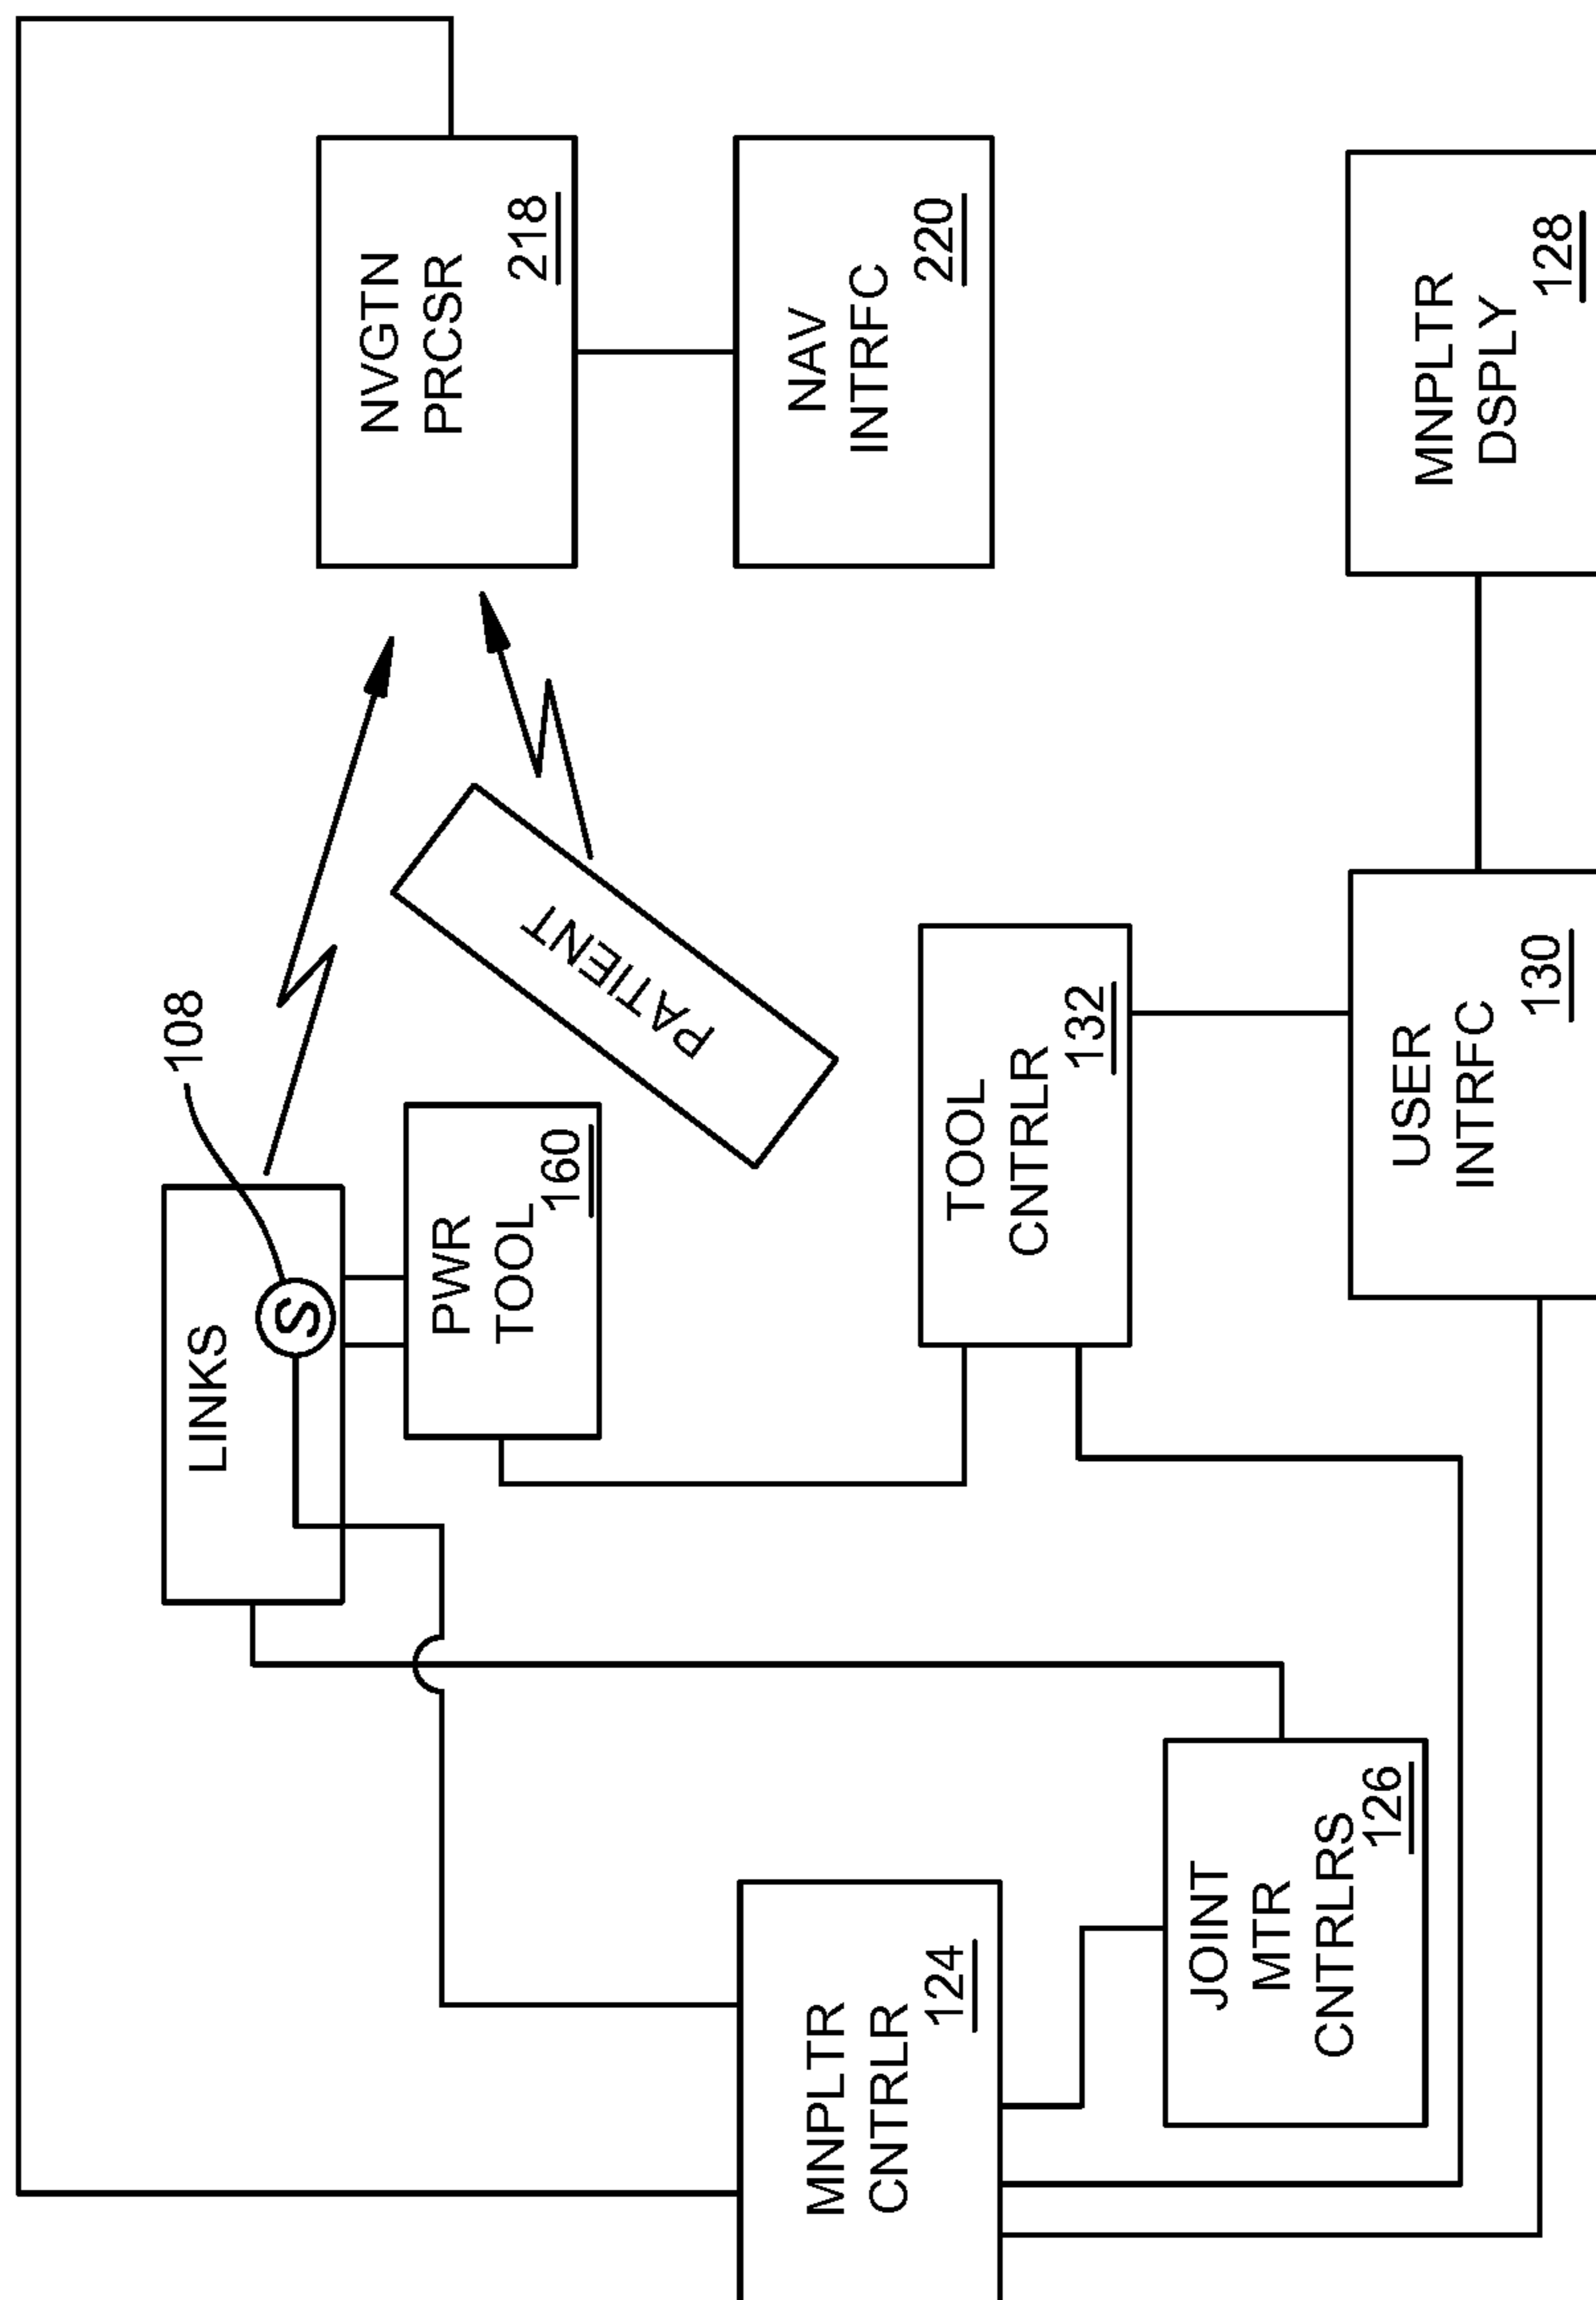 108
LINKS
S
PWR
TOOL
160
PATIENT
NVGTN
PRCSR
218
NAV
INTRFC
220
MNPLTR
CNTRLR
124
JOINT
MTR
CNTRLRS
126
TOOL
CNTRLR
132
USER
INTRFC
130
MNPLTR
DSPLY
128